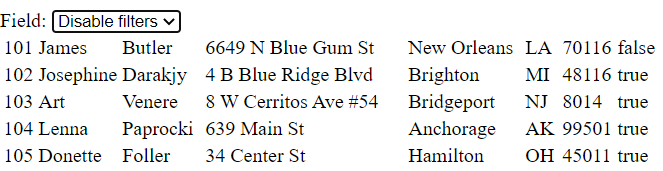 Field: Disable filters
101 James Butler 6649 N Blue Gum St New Orleans LA 70116 false
102 Josephine Darakjy 4 B Blue Ridge Blvd Brighton MI 48116 true
103 Art Venere 8 W Cerritos Ave #54 Bridgeport NJ 8014 true
104 Lenna Paprocki 639 Main St Anchorage AK 99501 true
105 Donette Foller 34 Center St Hamilton OH 45011 true